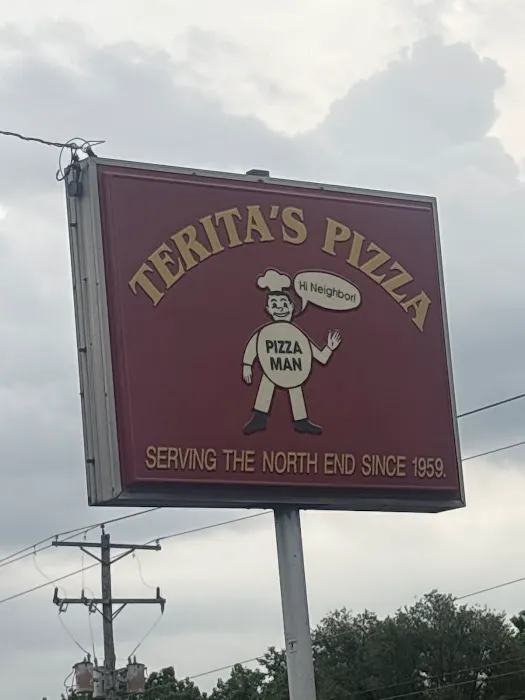 TERITA'S PIZZA
Hi Neighbor!
PIZZA
MAN
SERVING THE NORTH END SINCE 1959.